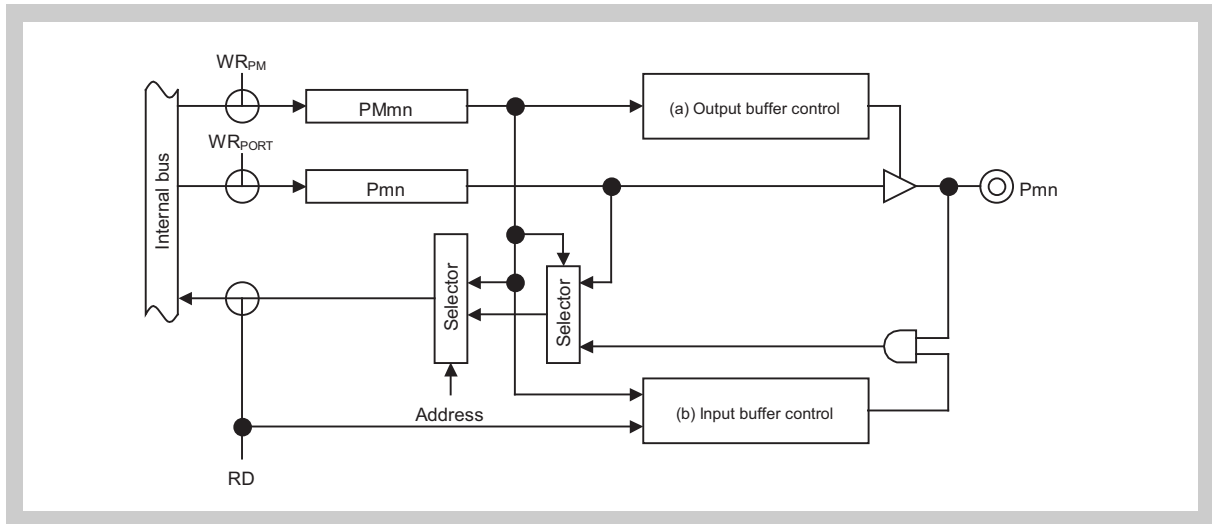 WRPM
PMmn
(a) Output buffer control
WRPORT
Pmn
Pmn
Internal bus
Selector
Selector
Address
(b) Input buffer control
RD